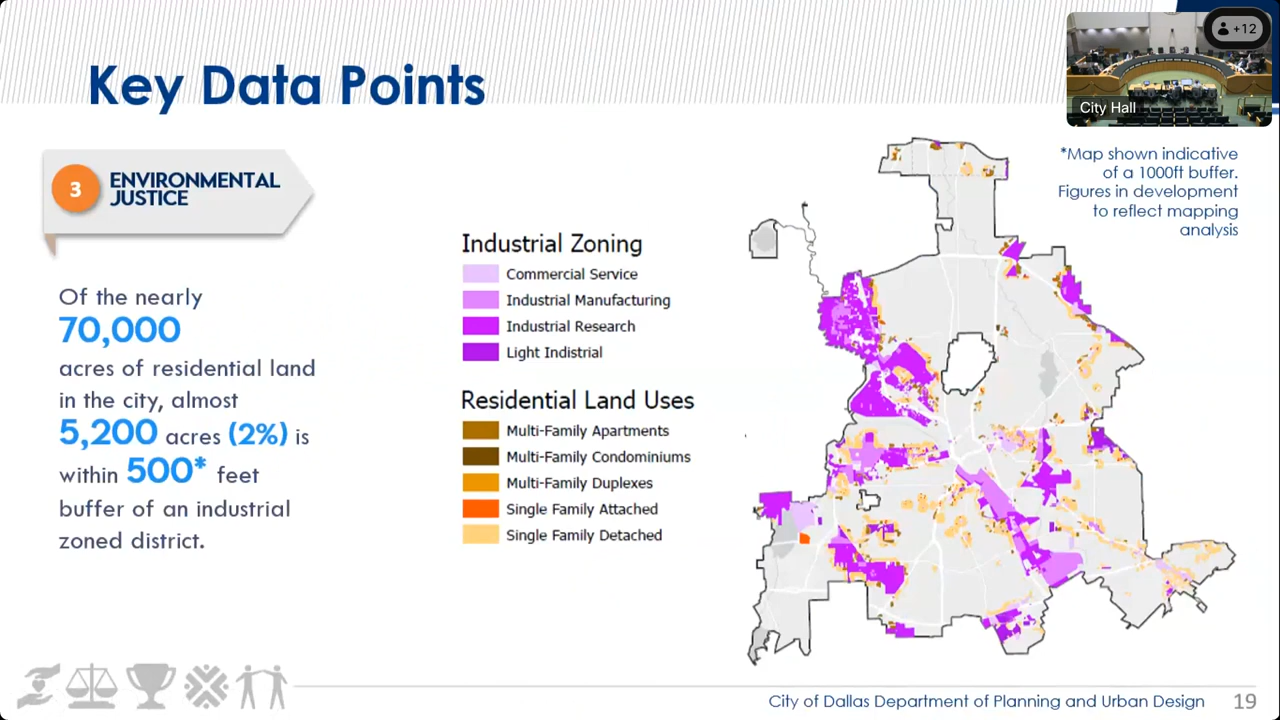 Key Data Points
+12
City Hall
3
ENVIRONMENTAL
JUSTICE
Of the nearly
70,000
acres of residential land
in the city, almost
5,200 acres (2%) is
within 500* feet
buffer of an industrial
zoned district.
Industrial Zoning
Commercial Service
Industrial Manufacturing
Industrial Research
Light Indistrial
Residential Land Uses
Multi-Family Apartments
Multi-Family Condominiums
Multi-Family Duplexes
Single Family Attached
Single Family Detached
*Map shown indicative
of a 1000ft buffer.
Figures in development
to reflect mapping
analysis
City of Dallas Department of Planning and Urban Design
19